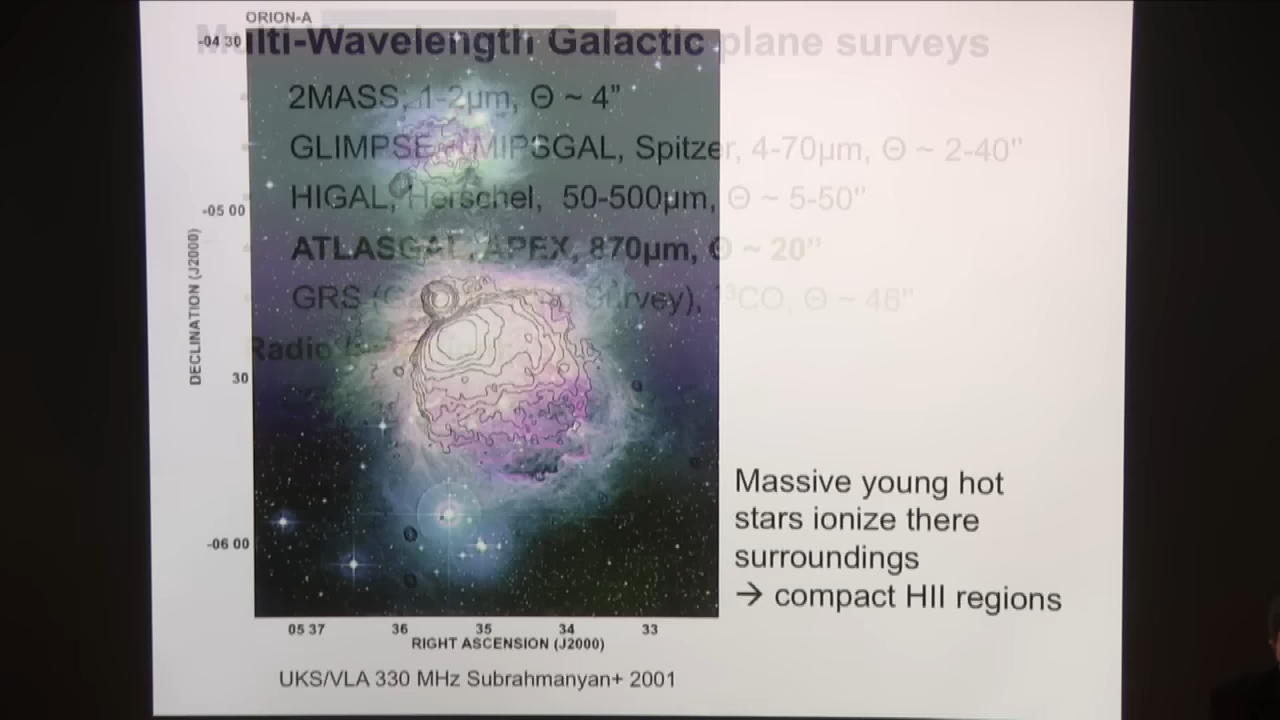 ORION-A
Multi-Wavelength Galactic plane surveys
-04 30
2MASS, 1-2µm, Θ ~ 4"
GLIMPSE MIPSGAL, Spitzer, 4-70µm, Θ ~ 2-40"
HIGAL, Herschel, 50-500µm, Θ ~ 5-50"
-05 00
ATLASGAL, APEX, 870µm, Θ ~ 20"
GRS Survey), ¹³CO, Θ ~ 46"
Radio
DECLINATION (J2000)
30
-06 00
Massive young hot
stars ionize there
surroundings
→ compact HII regions
05 37 36 35 34 33
RIGHT ASCENSION (J2000)
UKS/VLA 330 MHz Subrahmanyan+ 2001